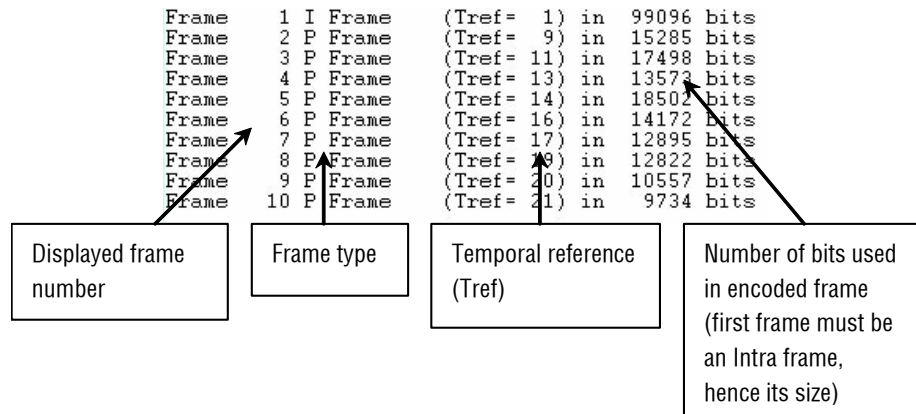 Frame 1 I Frame (Tref= 1) in 99096 bits
Frame 2 P Frame (Tref= 9) in 15285 bits
Frame 3 P Frame (Tref= 11) in 17498 bits
Frame 4 P Frame (Tref= 13) in 13573 bits
Frame 5 P Frame (Tref= 14) in 18502 bits
Frame 6 P Frame (Tref= 16) in 14172 bits
Frame 7 P Frame (Tref= 17) in 12895 bits
Frame 8 P Frame (Tref= 19) in 12822 bits
Frame 9 P Frame (Tref= 20) in 10557 bits
Frame 10 P Frame (Tref= 21) in 9734 bits
Displayed frame
number
Frame type
Temporal reference
(Tref)
Number of bits used
in encoded frame
(first frame must be
an Intra frame,
hence its size)